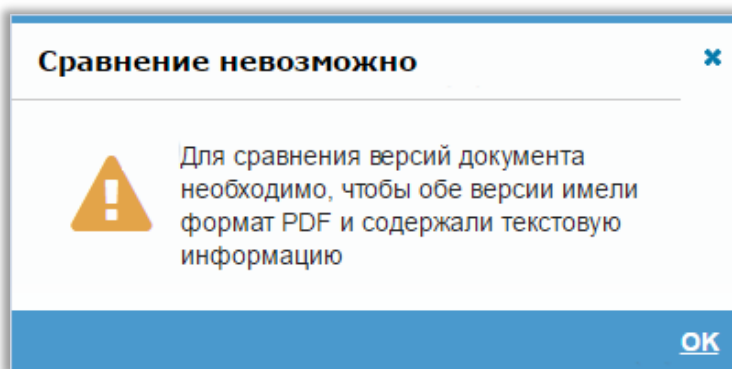 Сравнение невозможно
Для сравнения версий документа
необходимо, чтобы обе версии имели
формат PDF и содержали текстовую
информацию
OK